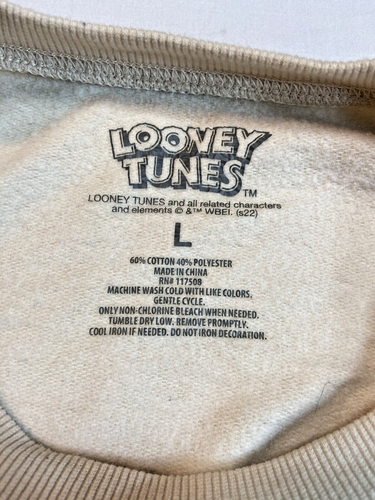 LOONEY
TUNES™
LOONEY TUNES and all related characters
and elements © &™ WBEI. (s22)
L
60% COTTON 40% POLYESTER
MADE IN CHINA
RN# 117508
MACHINE WASH COLD WITH LIKE COLORS.
GENTLE CYCLE.
ONLY NON-CHLORINE BLEACH WHEN NEEDED.
TUMBLE DRY LOW. REMOVE PROMPTLY.
COOL IRON IF NEEDED. DO NOT IRON DECORATION.